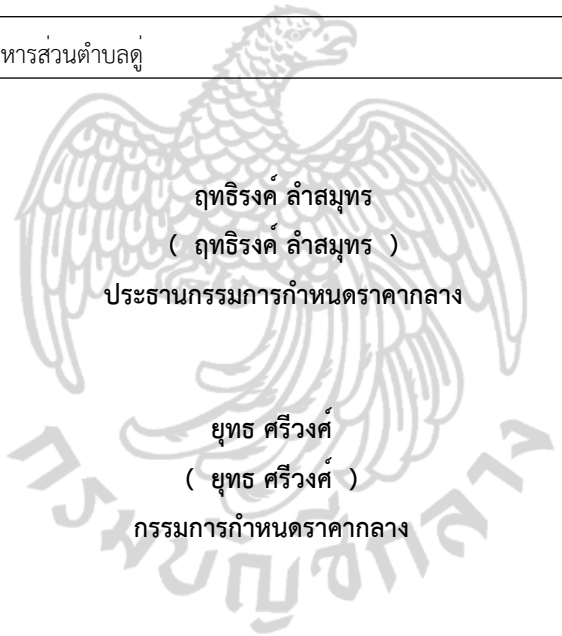 หารส่วนตำบลดู่
ฤทธิรงค์ ลำสมุทร
( ฤทธิรงค์ ลำสมุทร )
ประธานกรรมการกำหนดราคากลาง
ยุทธ ศรีวงศ์
( ยุทธ ศรีวงศ์ )
กรรมการกำหนดราคากลาง
กรมบัญชีกลาง